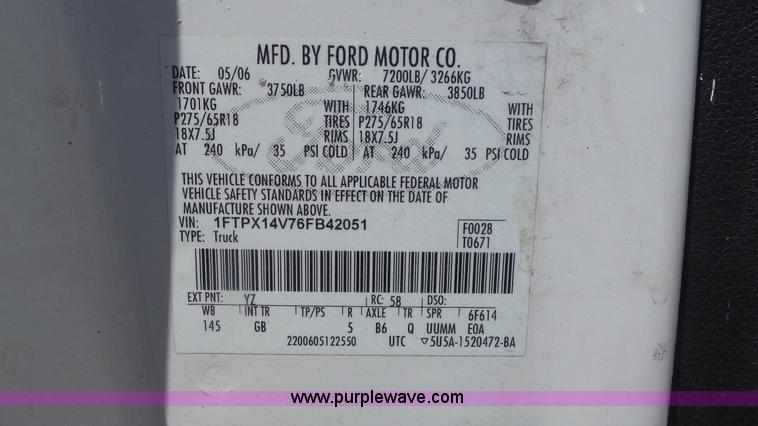 MFD. BY FORD MOTOR CO.
DATE: 05/06 GVWR: 7200LB/ 3266KG
FRONT GAWR: 3750LB REAR GAWR: 3850LB
1701KG WITH 1746KG WITH
P275/65R18 TIRES P275/65R18 TIRES
18X7.5J RIMS 18X7.5J RIMS
AT 240 kPa/ 35 PSI COLD AT 240 kPa/ 35 PSI COLD
Ford
THIS VEHICLE CONFORMS TO ALL APPLICABLE FEDERAL MOTOR
VEHICLE SAFETY STANDARDS IN EFFECT ON THE DATE OF
MANUFACTURE SHOWN ABOVE.
VIN: 1FTPX14V76FB42051 F0028
TYPE: Truck T0671
EXT PNT: YZ RC: 58 DSO:
WB INT TR TP/PS R AXLE TR SPR 6F614
145 GB 5 B6 Q UUMM EOA
2200605122550 UTC ▽5U5A-1520472-BA
www.purplewave.com